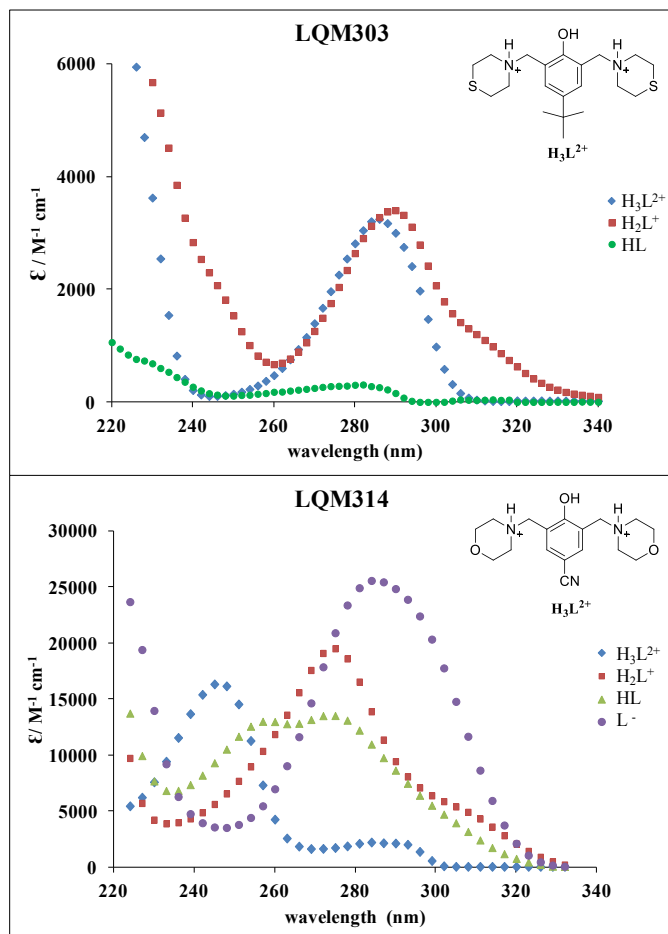 LQM303
6000
4000
2000
0
220 240 260 280 300 320 340
Ɛ / M⁻¹ cm⁻¹
wavelength (nm)
OH
H H
N⁺ N⁺
S S
H₃L²⁺
H₃L²⁺
H₂L⁺
HL
LQM314
30000
25000
20000
15000
10000
5000
0
220 240 260 280 300 320 340
Ɛ/ M⁻¹ cm⁻¹
wavelength (nm)
OH
H H
N⁺ N⁺
O O
CN
H₃L²⁺
H₃L²⁺
H₂L⁺
HL
L⁻